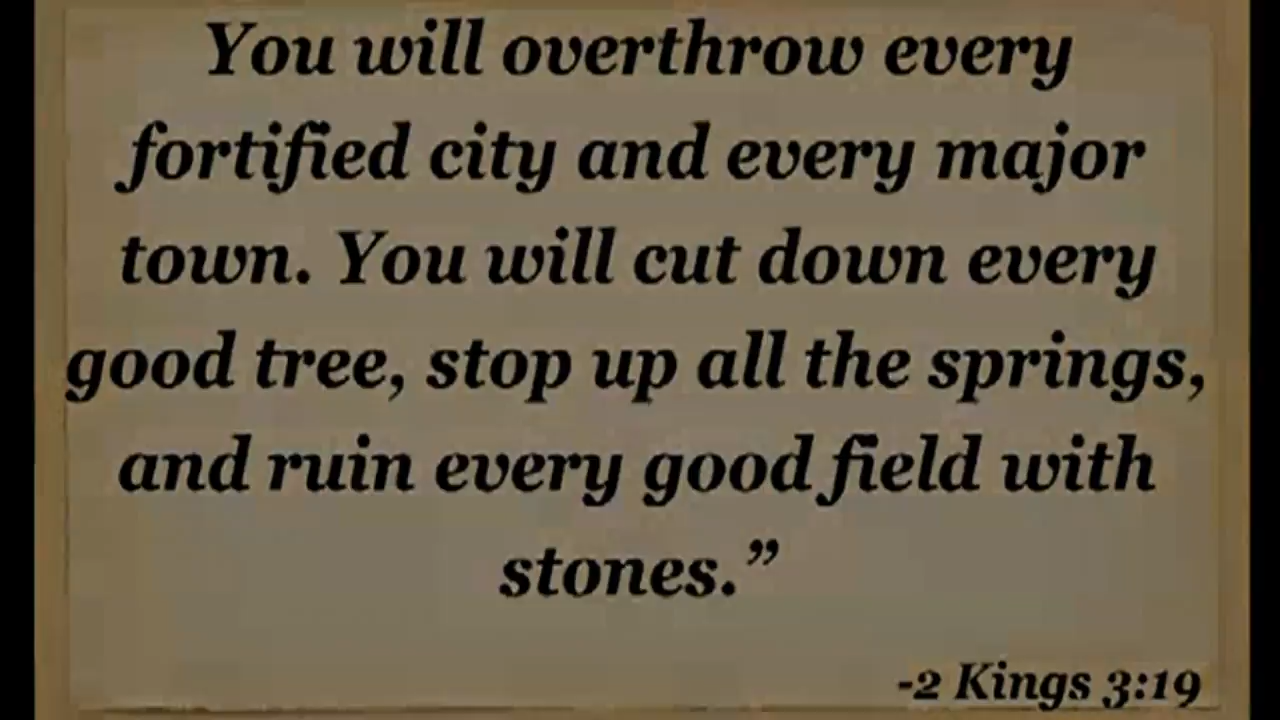 You will overthrow every
fortified city and every major
town. You will cut down every
good tree, stop up all the springs,
and ruin every good field with
stones.”
-2 Kings 3:19